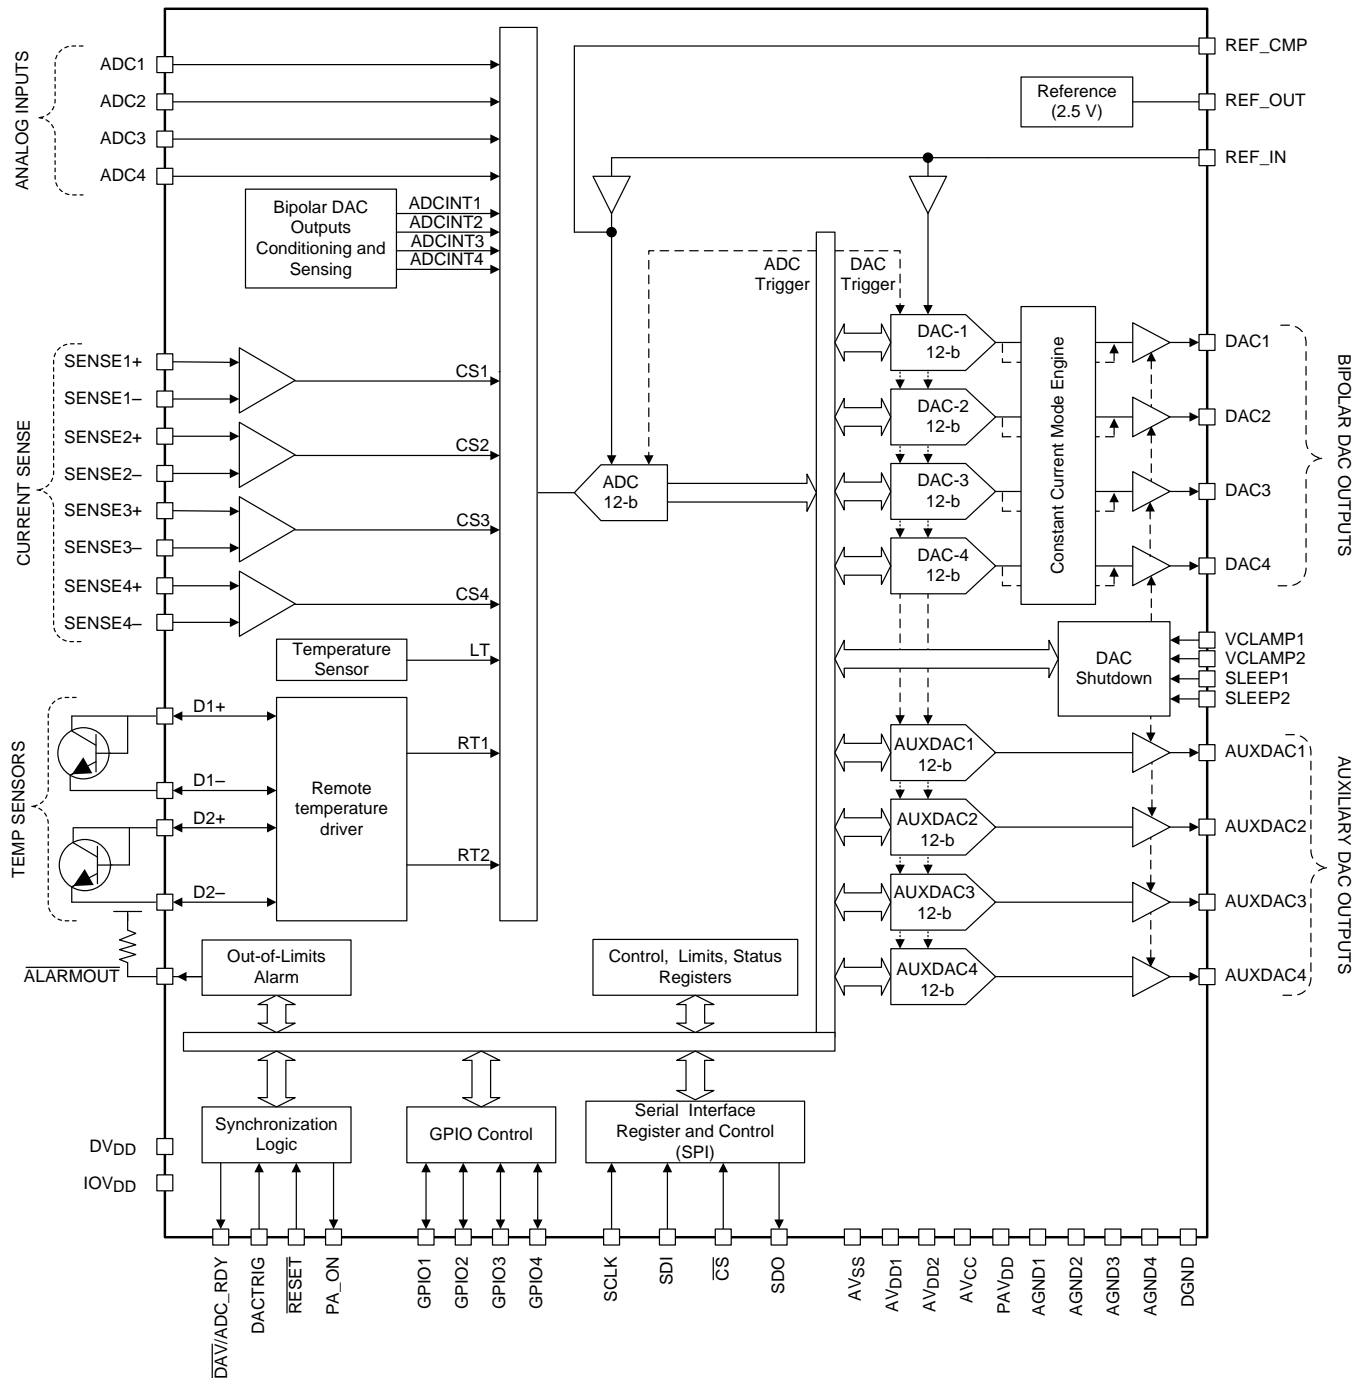 ANALOG INPUTS
ADC1
ADC2
ADC3
ADC4
Bipolar DAC
Outputs
Conditioning and
Sensing
ADCINT1
ADCINT2
ADCINT3
ADCINT4
CURRENT SENSE
SENSE1+
SENSE1–
SENSE2+
SENSE2–
SENSE3+
SENSE3–
SENSE4+
SENSE4–
CS1
CS2
CS3
CS4
Temperature
Sensor
LT
TEMP SENSORS
D1+
D1–
D2+
D2–
Remote
temperature
driver
RT1
RT2
ALARMOUT
Out-of-Limits
Alarm
Control, Limits, Status
Registers
REF_CMP
Reference
(2.5 V)
REF_OUT
REF_IN
ADC
Trigger
DAC
Trigger
ADC
12-b
DAC-1
12-b
DAC-2
12-b
DAC-3
12-b
DAC-4
12-b
Constant Current Mode Engine
DAC1
DAC2
DAC3
DAC4
BIPOLAR DAC OUTPUTS
DAC
Shutdown
VCLAMP1
VCLAMP2
SLEEP1
SLEEP2
AUXDAC1
12-b
AUXDAC2
12-b
AUXDAC3
12-b
AUXDAC4
12-b
AUXDAC1
AUXDAC2
AUXDAC3
AUXDAC4
AUXILIARY DAC OUTPUTS
Synchronization
Logic
GPIO Control
Serial Interface
Register and Control
(SPI)
DVDD
IOVDD
DAV/ADC_RDY
DACTRIG
RESET
PA_ON
GPIO1
GPIO2
GPIO3
GPIO4
SCLK
SDI
CS
SDO
AVSS
AVDD1
AVDD2
AVCC
PAVDD
AGND1
AGND2
AGND3
AGND4
DGND